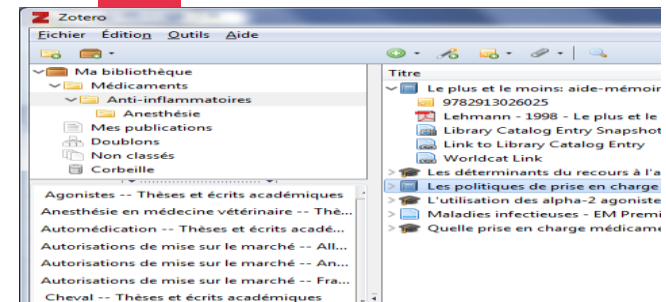 Zotero
Fichier Édition Outils Aide
Ma bibliothèque
Médicaments
Anti-inflammatoires
Anesthésie
Mes publications
Doublons
Non classés
Corbeille
Agonistes -- Thèses et écrits académiques
Anesthésie en médecine vétérinaire -- Thè...
Automédication -- Thèses et écrits acadé...
Autorisations de mise sur le marché -- All...
Autorisations de mise sur le marché -- An...
Autorisations de mise sur le marché -- Fra...
Cheval -- Thèses et écrits académiques
Titre
Le plus et le moins: aide-mémoir
9782913026025
Lehmann - 1998 - Le plus et le
Library Catalog Entry Snapshot
Link to Library Catalog Entry
Worldcat Link
Les déterminants du recours à l'a
Les politiques de prise en charge
L'utilisation des alpha-2 agoniste
Maladies infectieuses - EM Premi
Quelle prise en charge médicame